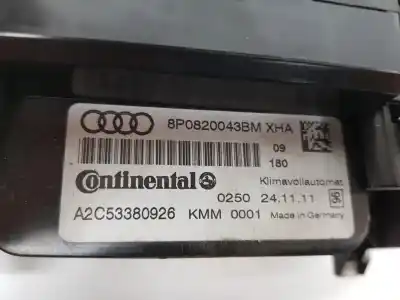 8P0820043BM XHA
09
180
Continental
Klimavollautomat
0250 24.11.11
A2C53380926 KMM 0001 Made in Germany